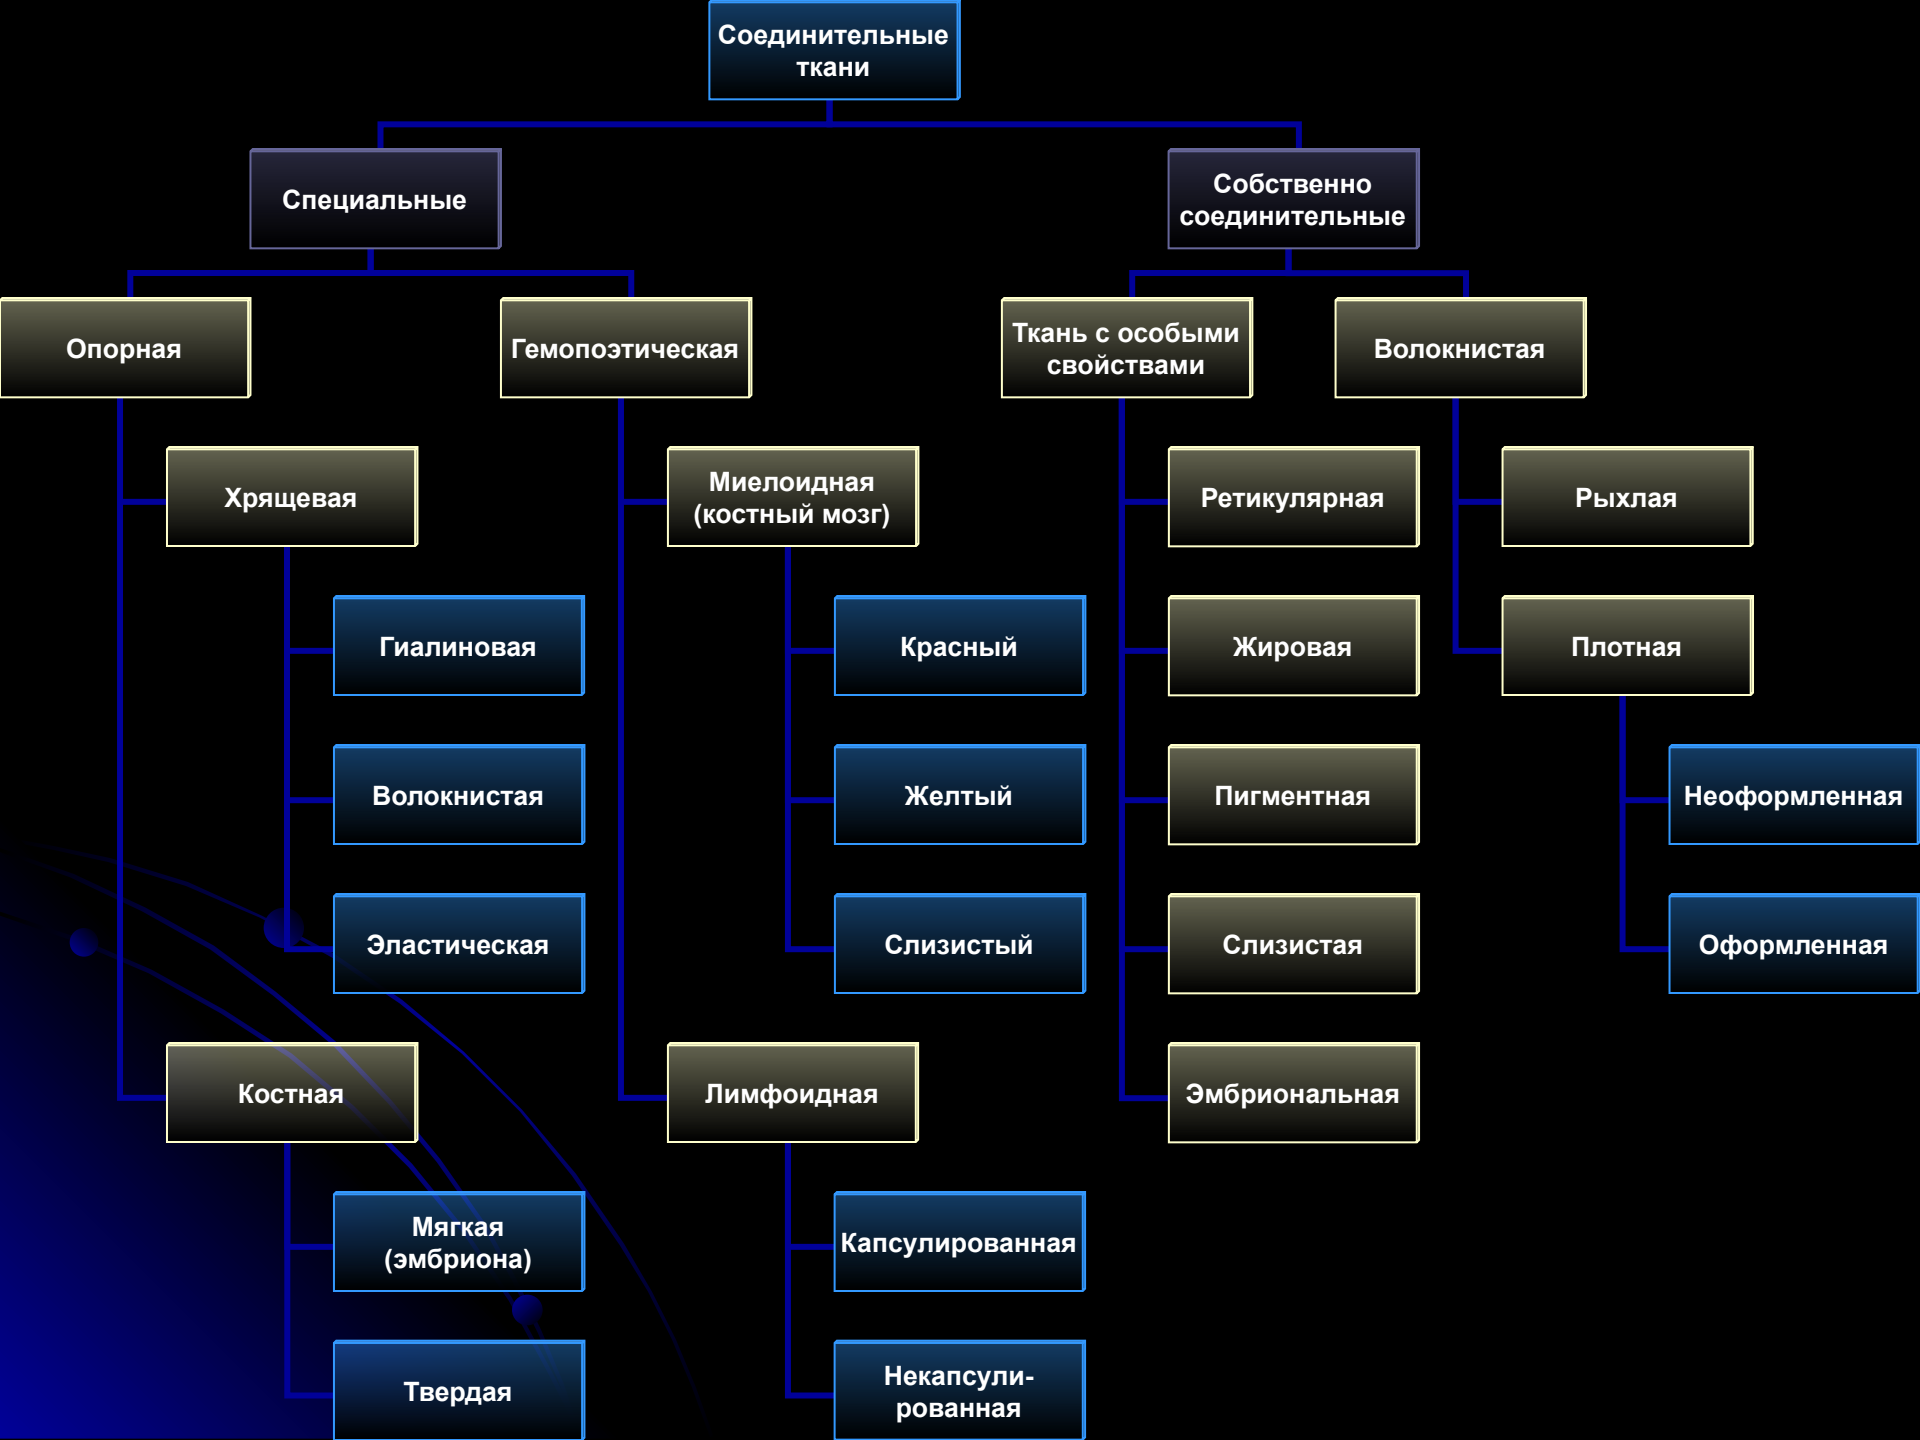 Соединительные
ткани
Специальные
Собственно
соединительные
Опорная
Гемопоэтическая
Ткань с особыми
свойствами
Волокнистая
Хрящевая
Миелоидная
(костный мозг)
Ретикулярная
Рыхлая
Гиалиновая
Красный
Жировая
Плотная
Волокнистая
Желтый
Пигментная
Неоформленная
Эластическая
Слизистый
Слизистая
Оформленная
Костная
Лимфоидная
Эмбриональная
Мягкая
(эмбриона)
Капсулированная
Твердая
Некапсули-
рованная